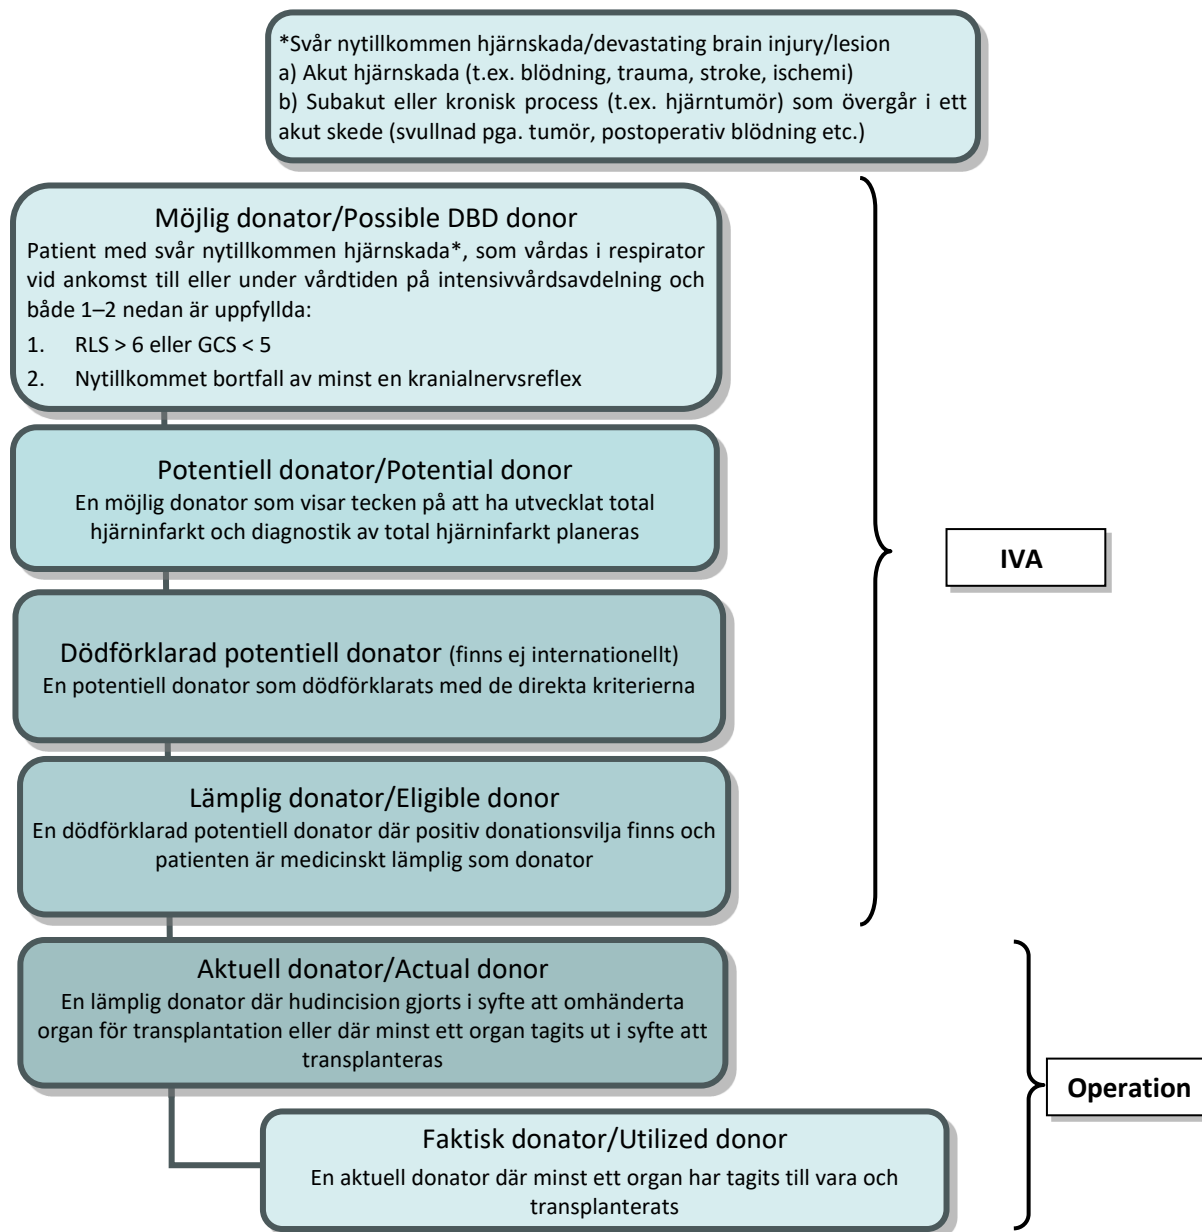 *Svår nytillkommen hjärnskada/devastating brain injury/lesion
a) Akut hjärnskada (t.ex. blödning, trauma, stroke, ischemi)
b) Subakut eller kronisk process (t.ex. hjärntumör) som övergår i ett
akut skede (svullnad pga. tumör, postoperativ blödning etc.)
Möjlig donator/Possible DBD donor
Patient med svår nytillkommen hjärnskada*, som vårdas i respirator
vid ankomst till eller under vårdtiden på intensivvårdsavdelning och
både 1–2 nedan är uppfyllda:
1. RLS > 6 eller GCS < 5
2. Nytillkommet bortfall av minst en kranialnervsreflex
Potentiell donator/Potential donor
En möjlig donator som visar tecken på att ha utvecklat total
hjärninfarkt och diagnostik av total hjärninfarkt planeras
IVA
Dödförklarad potentiell donator (finns ej internationellt)
En potentiell donator som dödförklarats med de direkta kriterierna
Lämplig donator/Eligible donor
En dödförklarad potentiell donator där positiv donationsvilja finns och
patienten är medicinskt lämplig som donator
Aktuell donator/Actual donor
En lämplig donator där hudincision gjorts i syfte att omhänderta
organ för transplantation eller där minst ett organ tagits ut i syfte att
transplanteras
Operation
Faktisk donator/Utilized donor
En aktuell donator där minst ett organ har tagits till vara och
transplanterats